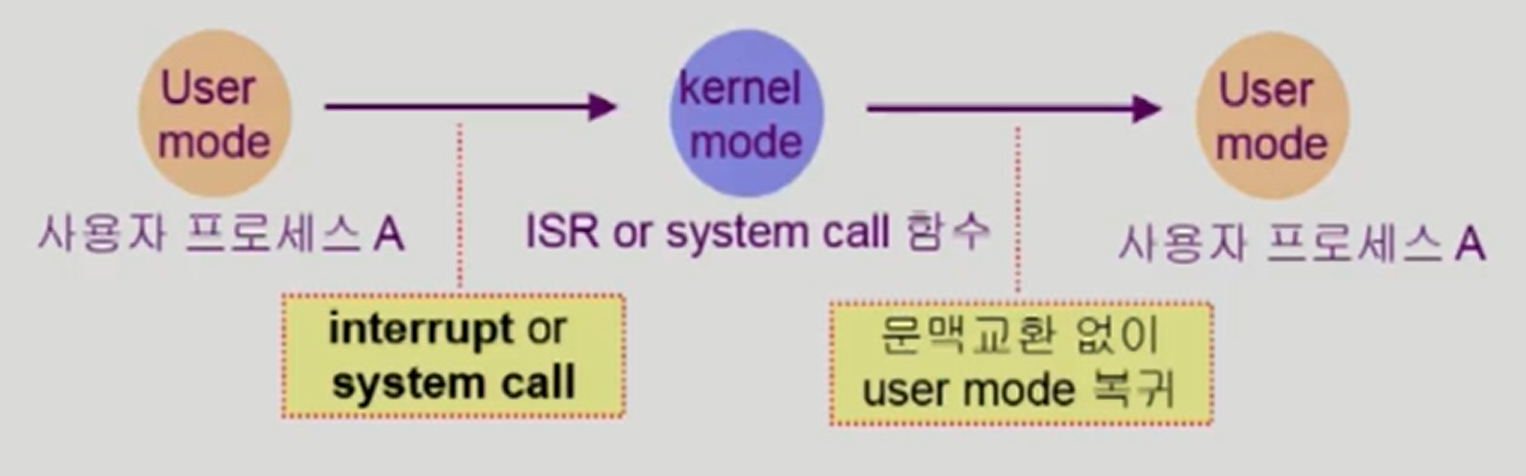 User
mode
kernel
mode
User
mode
사용자 프로세스 A
ISR or system call 함수
사용자 프로세스 A
interrupt or
system call
문맥교환 없이
user mode 복귀